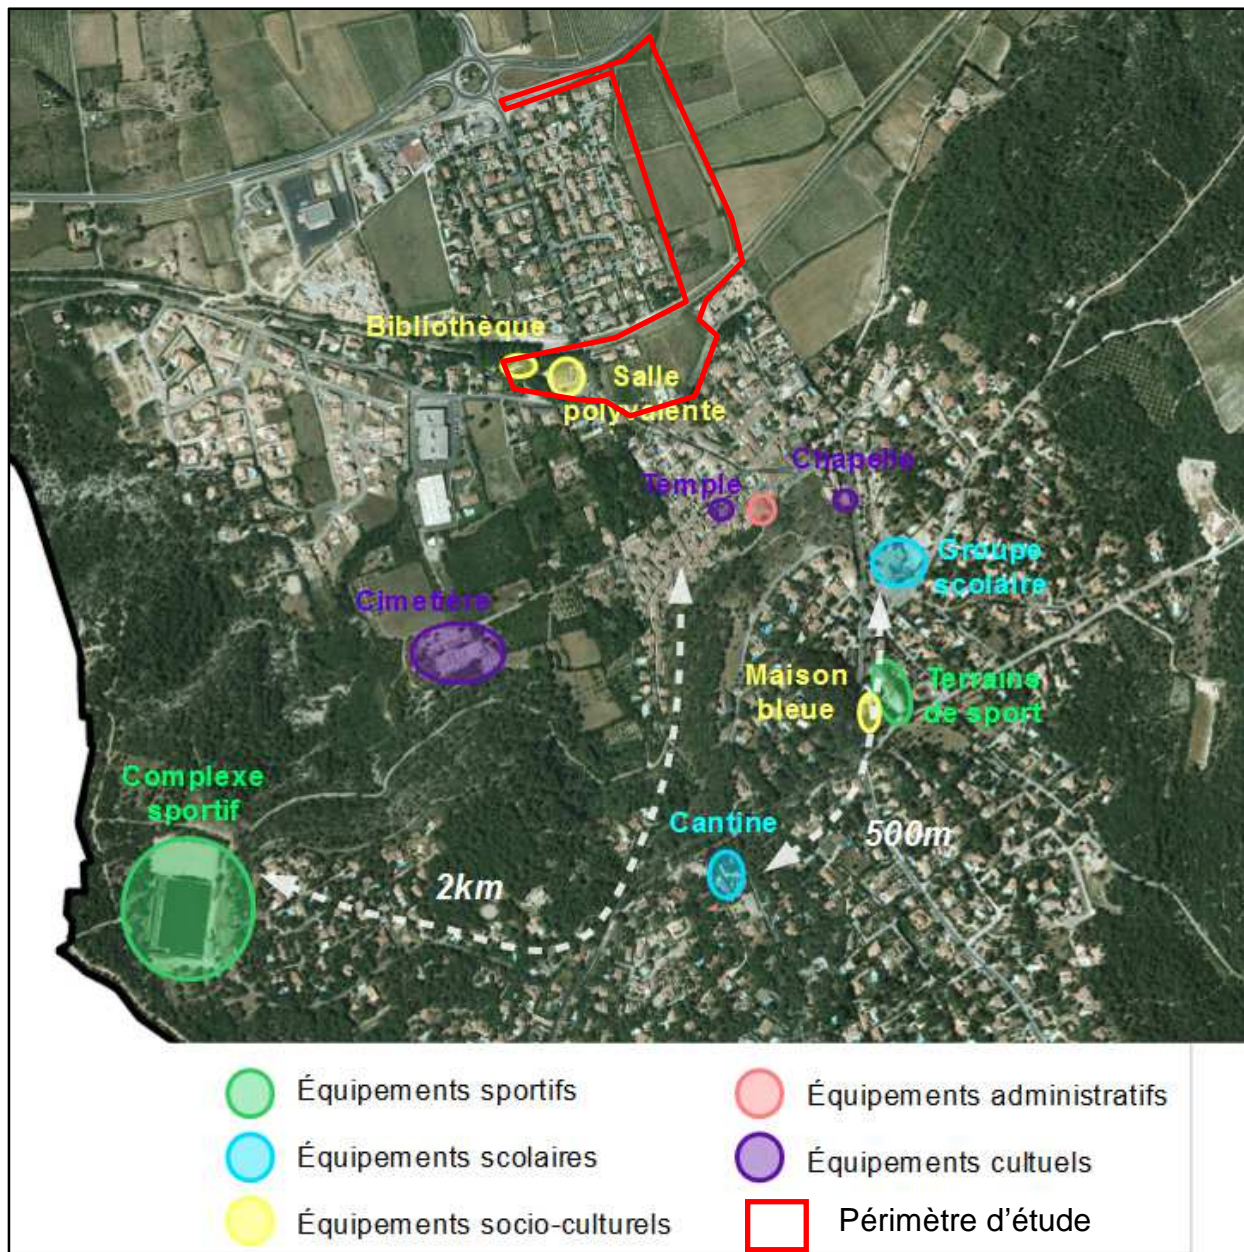 Bibliothèque
Salle
polyvalente
Chapelle
Temple
Groupe
scolaire
Cimetière
Maison
bleue
Terrains
de sport
Complexe
sportif
Cantine
500m
2km
Équipements sportifs
Équipements administratifs
Équipements scolaires
Équipements cultuels
Équipements socio-culturels
Périmètre d'étude